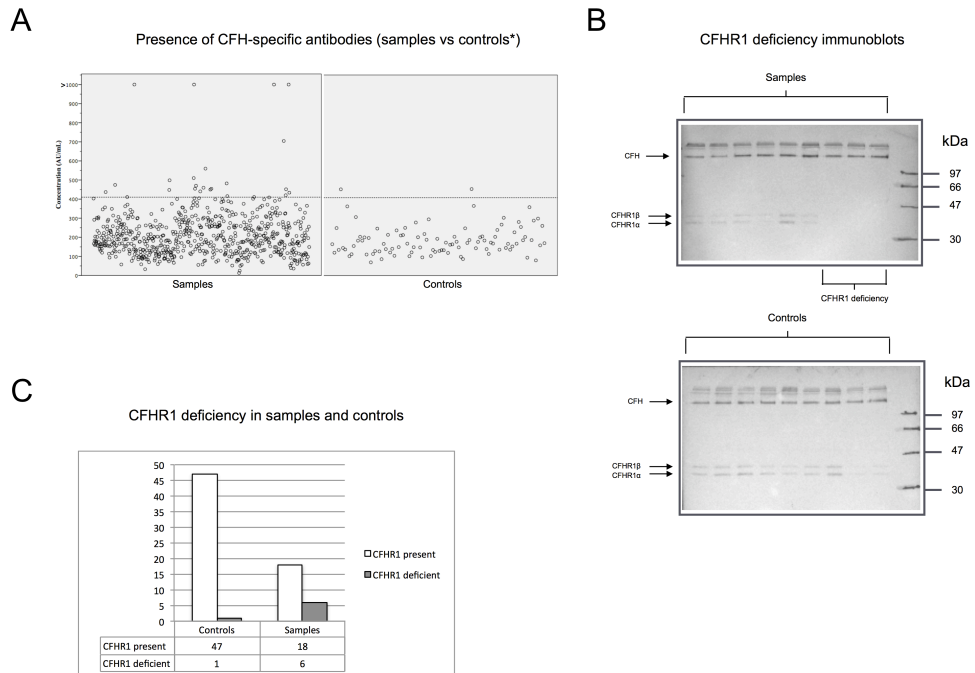 A
Presence of CFH-specific antibodies (samples vs controls*)
Concentration (AU/mL)
>1000
900
800
700
600
500
400
300
200
100
0
Samples
Controls
B
CFHR1 deficiency immunoblots
Samples
kDa
CFH
97
66
CFHR1β
47
CFHR1α
30
CFHR1 deficiency
Controls
kDa
CFH
97
66
47
CFHR1β
CFHR1α
30
C
CFHR1 deficiency in samples and controls
50
45
40
35
30
25
20
15
10
5
0
CFHR1 present
CFHR1 deficient
Controls Samples
CFHR1 present 47 18
CFHR1 deficient 1 6